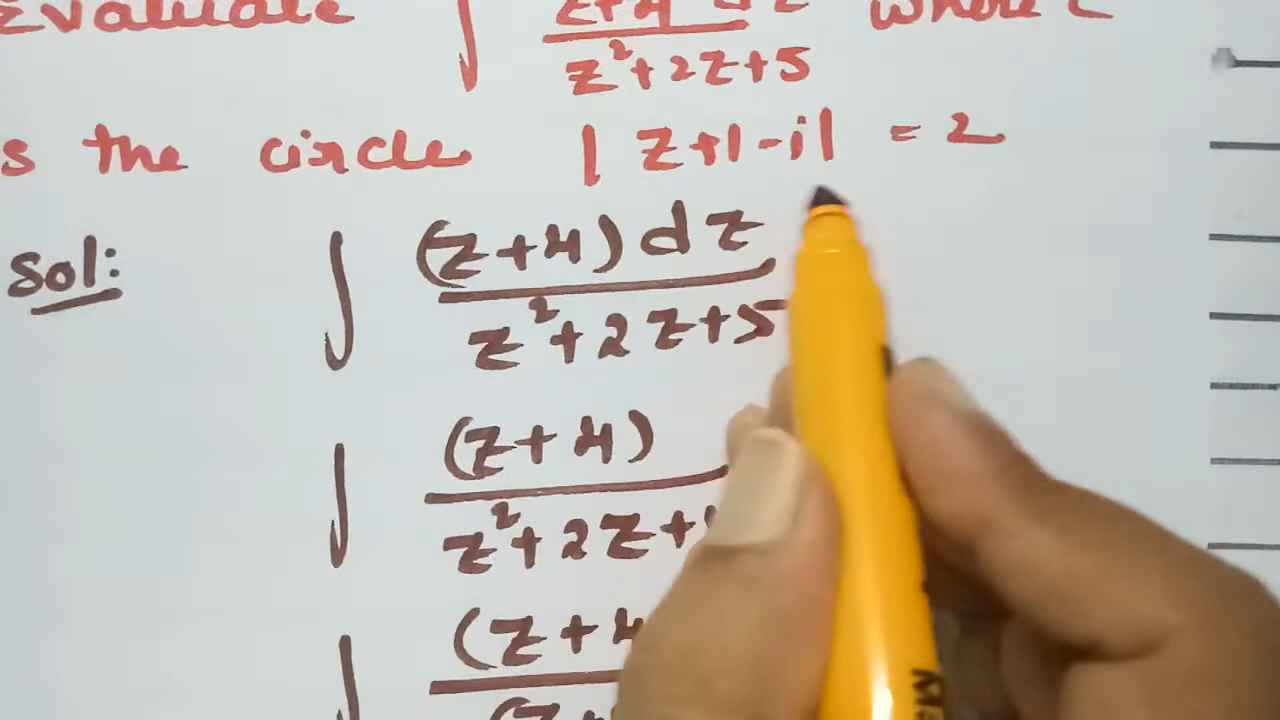 Evaluate ∫ z+4 dz / z²+2z+5 where C
s the circle |z+1-i| = 2
Sol: ∫ (z+4) dz / z²+2z+5
∫ (z+4) / z²+2z+
∫ (z+4 / (z+